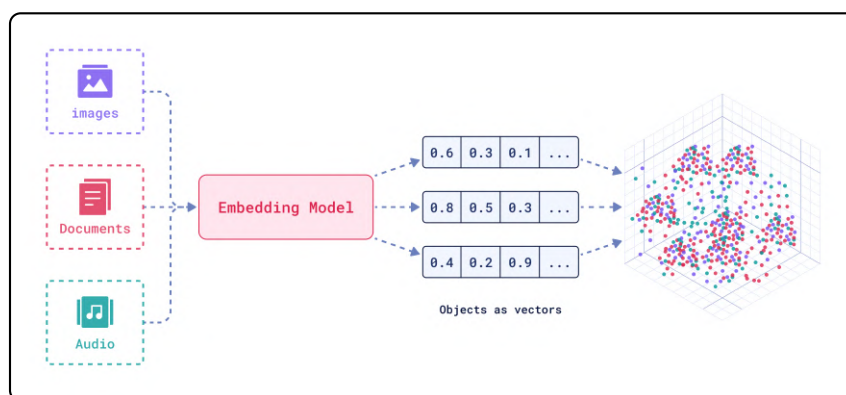 images
Documents
Audio
Embedding Model
0.6 0.3 0.1 ...
0.8 0.5 0.3 ...
0.4 0.2 0.9 ...
Objects as vectors